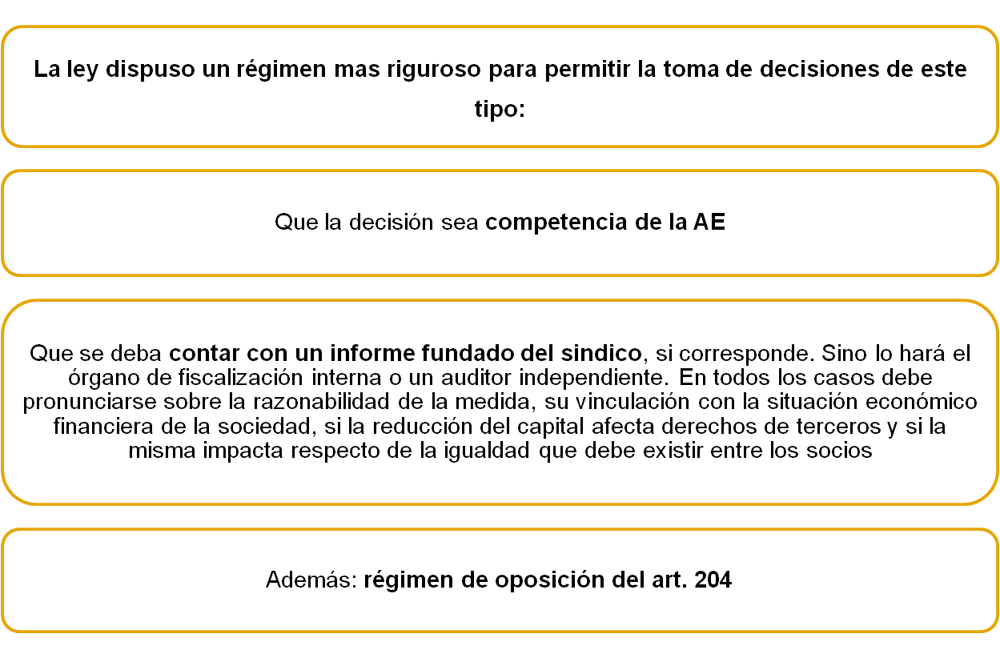 La ley dispuso un régimen mas riguroso para permitir la toma de decisiones de este
tipo:
Que la decisión sea competencia de la AE
Que se deba contar con un informe fundado del sindico, si corresponde. Sino lo hará el
órgano de fiscalización interna o un auditor independiente. En todos los casos debe
pronunciarse sobre la razonabilidad de la medida, su vinculación con la situación económico
financiera de la sociedad, si la reducción del capital afecta derechos de terceros y si la
misma impacta respecto de la igualdad que debe existir entre los socios
Además: régimen de oposición del art. 204